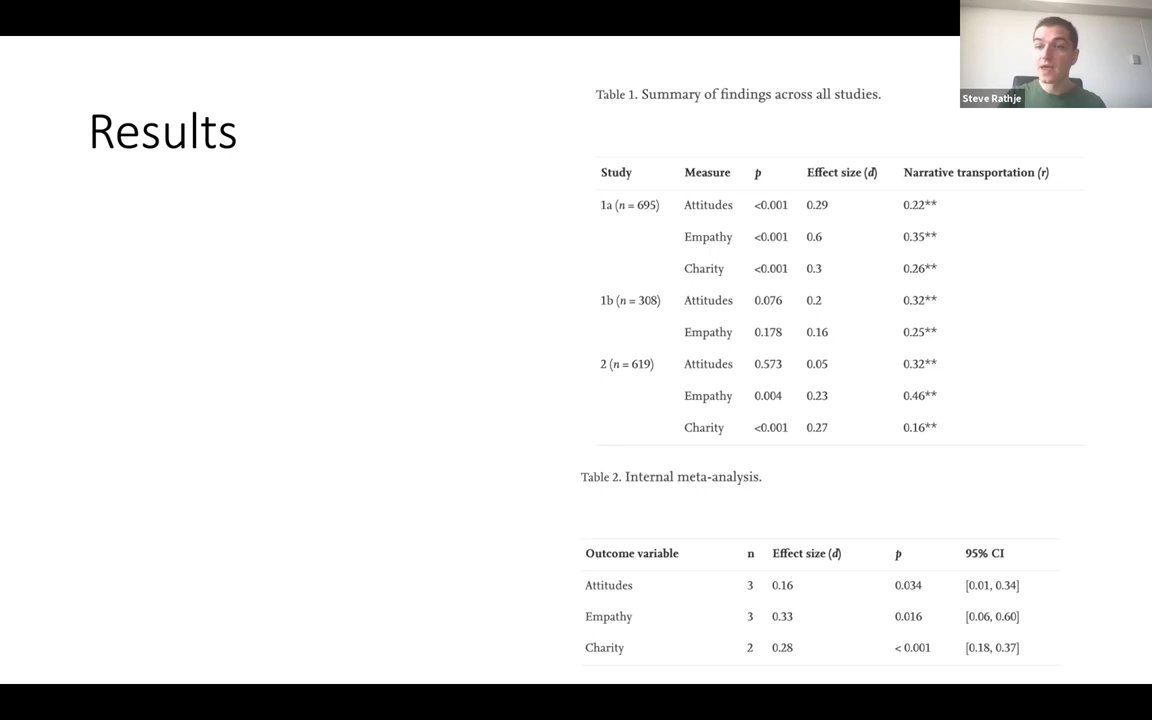 Results
Steve Rathje
Table 1. Summary of findings across all studies.
Study Measure p Effect size (d) Narrative transportation (r)
1a (n = 695) Attitudes <0.001 0.29 0.22**
Empathy <0.001 0.6 0.35**
Charity <0.001 0.3 0.26**
1b (n = 308) Attitudes 0.076 0.2 0.32**
Empathy 0.178 0.16 0.25**
2 (n = 619) Attitudes 0.573 0.05 0.32**
Empathy 0.004 0.23 0.46**
Charity <0.001 0.27 0.16**
Table 2. Internal meta-analysis.
Outcome variable n Effect size (d) p 95% CI
Attitudes 3 0.16 0.034 [0.01, 0.34]
Empathy 3 0.33 0.016 [0.06, 0.60]
Charity 2 0.28 < 0.001 [0.18, 0.37]